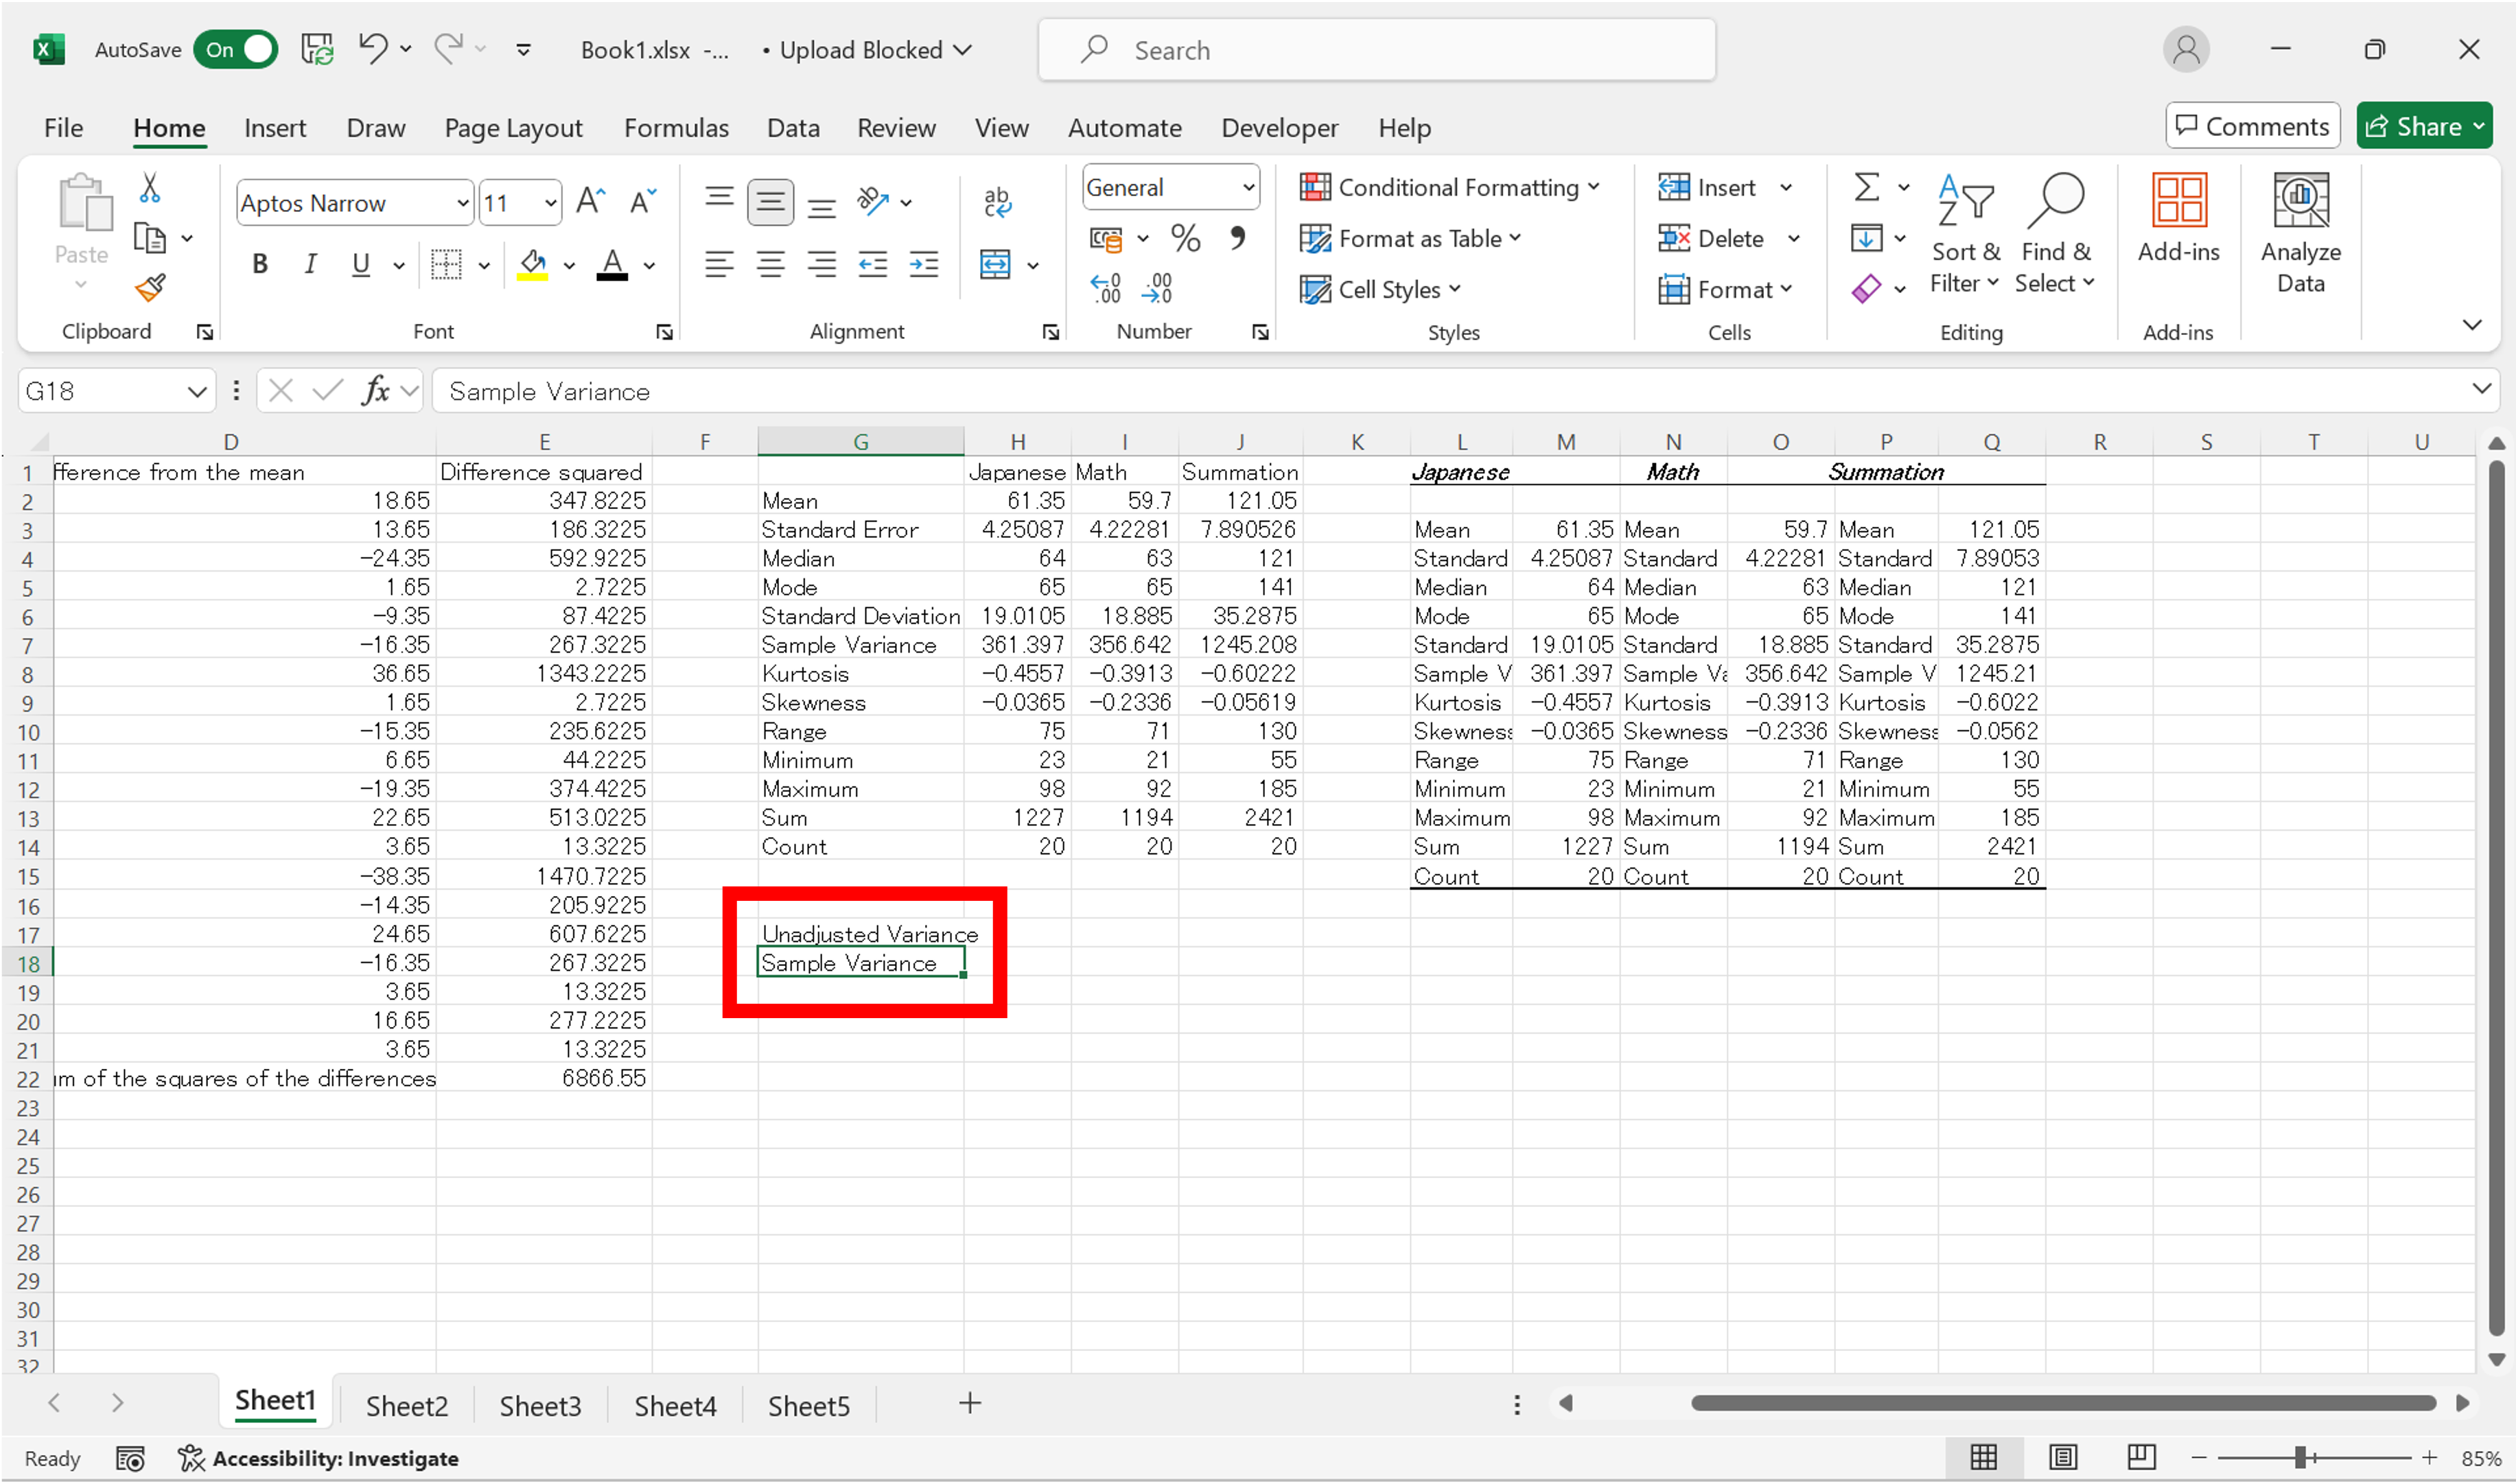 AutoSave On Book1.xlsx -... • Upload Blocked Search
File Home Insert Draw Page Layout Formulas Data Review View Automate Developer Help Comments Share
Paste Aptos Narrow 11 General Conditional Formatting Insert Sort & Filter Find & Select Add-ins Analyze Data
B I U A Format as Table Delete
Cell Styles Format
Clipboard Font Alignment Number Styles Cells Editing Add-ins
G18 fx Sample Variance
D E F G H I J K L M N O P Q R S T U
1 fference from the mean Difference squared Japanese Math Summation Japanese Math Summation
2 18.65 347.8225 Mean 61.35 59.7 121.05
3 13.65 186.3225 Standard Error 4.25087 4.22281 7.890526 Mean 61.35 Mean 59.7 Mean 121.05
4 -24.35 592.9225 Median 64 63 121 Standard 4.25087 Standard 4.22281 Standard 7.89053
5 1.65 2.7225 Mode 65 65 141 Median 64 Median 63 Median 121
6 -9.35 87.4225 Standard Deviation 19.0105 18.885 35.2875 Mode 65 Mode 65 Mode 141
7 -16.35 267.3225 Sample Variance 361.397 356.642 1245.208 Standard 19.0105 Standard 18.885 Standard 35.2875
8 36.65 1343.2225 Kurtosis -0.4557 -0.3913 -0.60222 Sample V 361.397 Sample Va 356.642 Sample V 1245.21
9 1.65 2.7225 Skewness -0.0365 -0.2336 -0.05619 Kurtosis -0.4557 Kurtosis -0.3913 Kurtosis -0.6022
10 -15.35 235.6225 Range 75 71 130 Skewness -0.0365 Skewness -0.2336 Skewness -0.0562
11 6.65 44.2225 Minimum 23 21 55 Range 75 Range 71 Range 130
12 -19.35 374.4225 Maximum 98 92 185 Minimum 23 Minimum 21 Minimum 55
13 22.65 513.0225 Sum 1227 1194 2421 Maximum 98 Maximum 92 Maximum 185
14 3.65 13.3225 Count 20 20 20 Sum 1227 Sum 1194 Sum 2421
15 -38.35 1470.7225 Count 20 Count 20 Count 20
16 -14.35 205.9225
17 24.65 607.6225 Unadjusted Variance
18 -16.35 267.3225 Sample Variance
19 3.65 13.3225
20 16.65 277.2225
21 3.65 13.3225
22 um of the squares of the differences 6866.55
23
24
25
26
27
28
29
30
31
32
Sheet1 Sheet2 Sheet3 Sheet4 Sheet5
Ready Accessibility: Investigate 85%